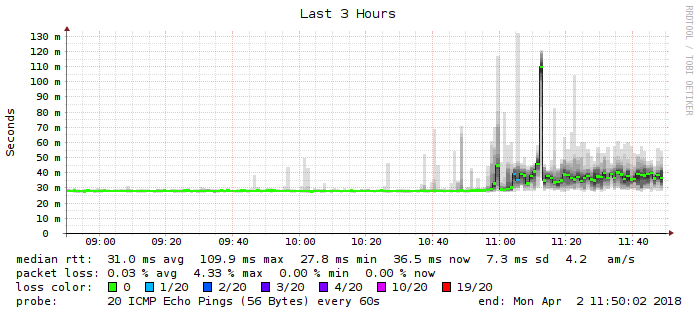 Last 3 Hours
RRDTOOL / TOBI OETIKER
Seconds
130 m
120 m
110 m
100 m
90 m
80 m
70 m
60 m
50 m
40 m
30 m
20 m
10 m
0
09:00 09:20 09:40 10:00 10:20 10:40 11:00 11:20 11:40
median rtt: 31.0 ms avg 109.9 ms max 27.8 ms min 36.5 ms now 7.3 ms sd 4.2 am/s
packet loss: 0.03 % avg 4.33 % max 0.00 % min 0.00 % now
loss color: 0 1/20 2/20 3/20 4/20 10/20 19/20
probe: 20 ICMP Echo Pings (56 Bytes) every 60s end: Mon Apr 2 11:50:02 2018